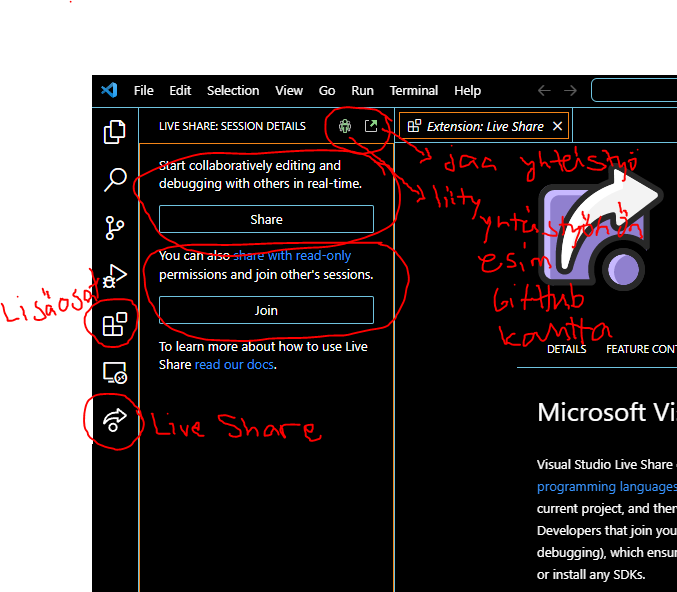 File Edit Selection View Go Run Terminal Help
LIVE SHARE: SESSION DETAILS
Extension: Live Share
Start collaboratively editing and
debugging with others in real-time.
Share
You can also share with read-only
permissions and join other's sessions.
Join
To learn more about how to use Live
Share read our docs.
jaa yhteistyö
liity
yhteistyöhön
esim
GitHub
kautta
Lisäosat
Live Share
DETAILS FEATURE CONT
Microsoft Vi
Visual Studio Live Share
programming languages
current project, and then
Developers that join you
debugging), which ensu
or install any SDKs.